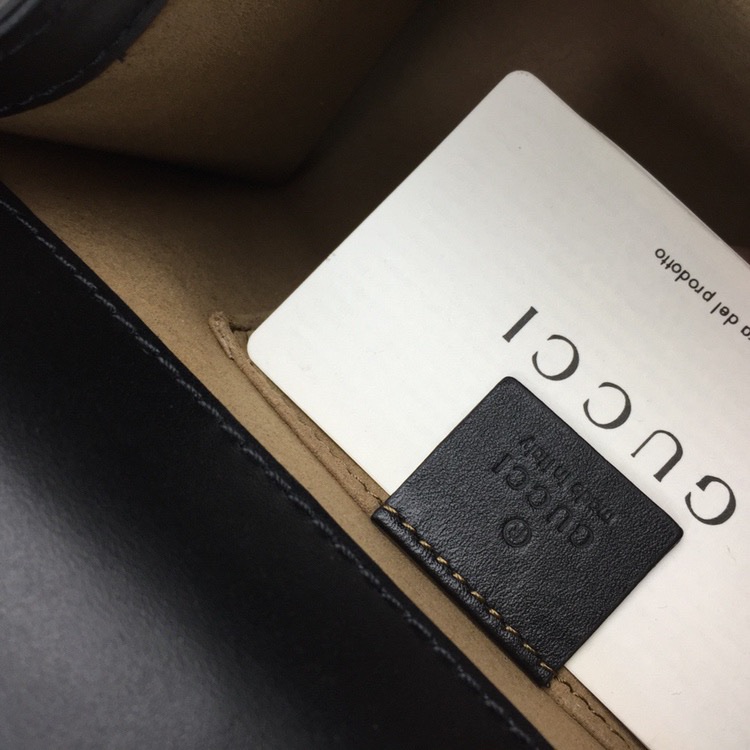 GUCCI
del prodotto
®
GUCCI
made in italy